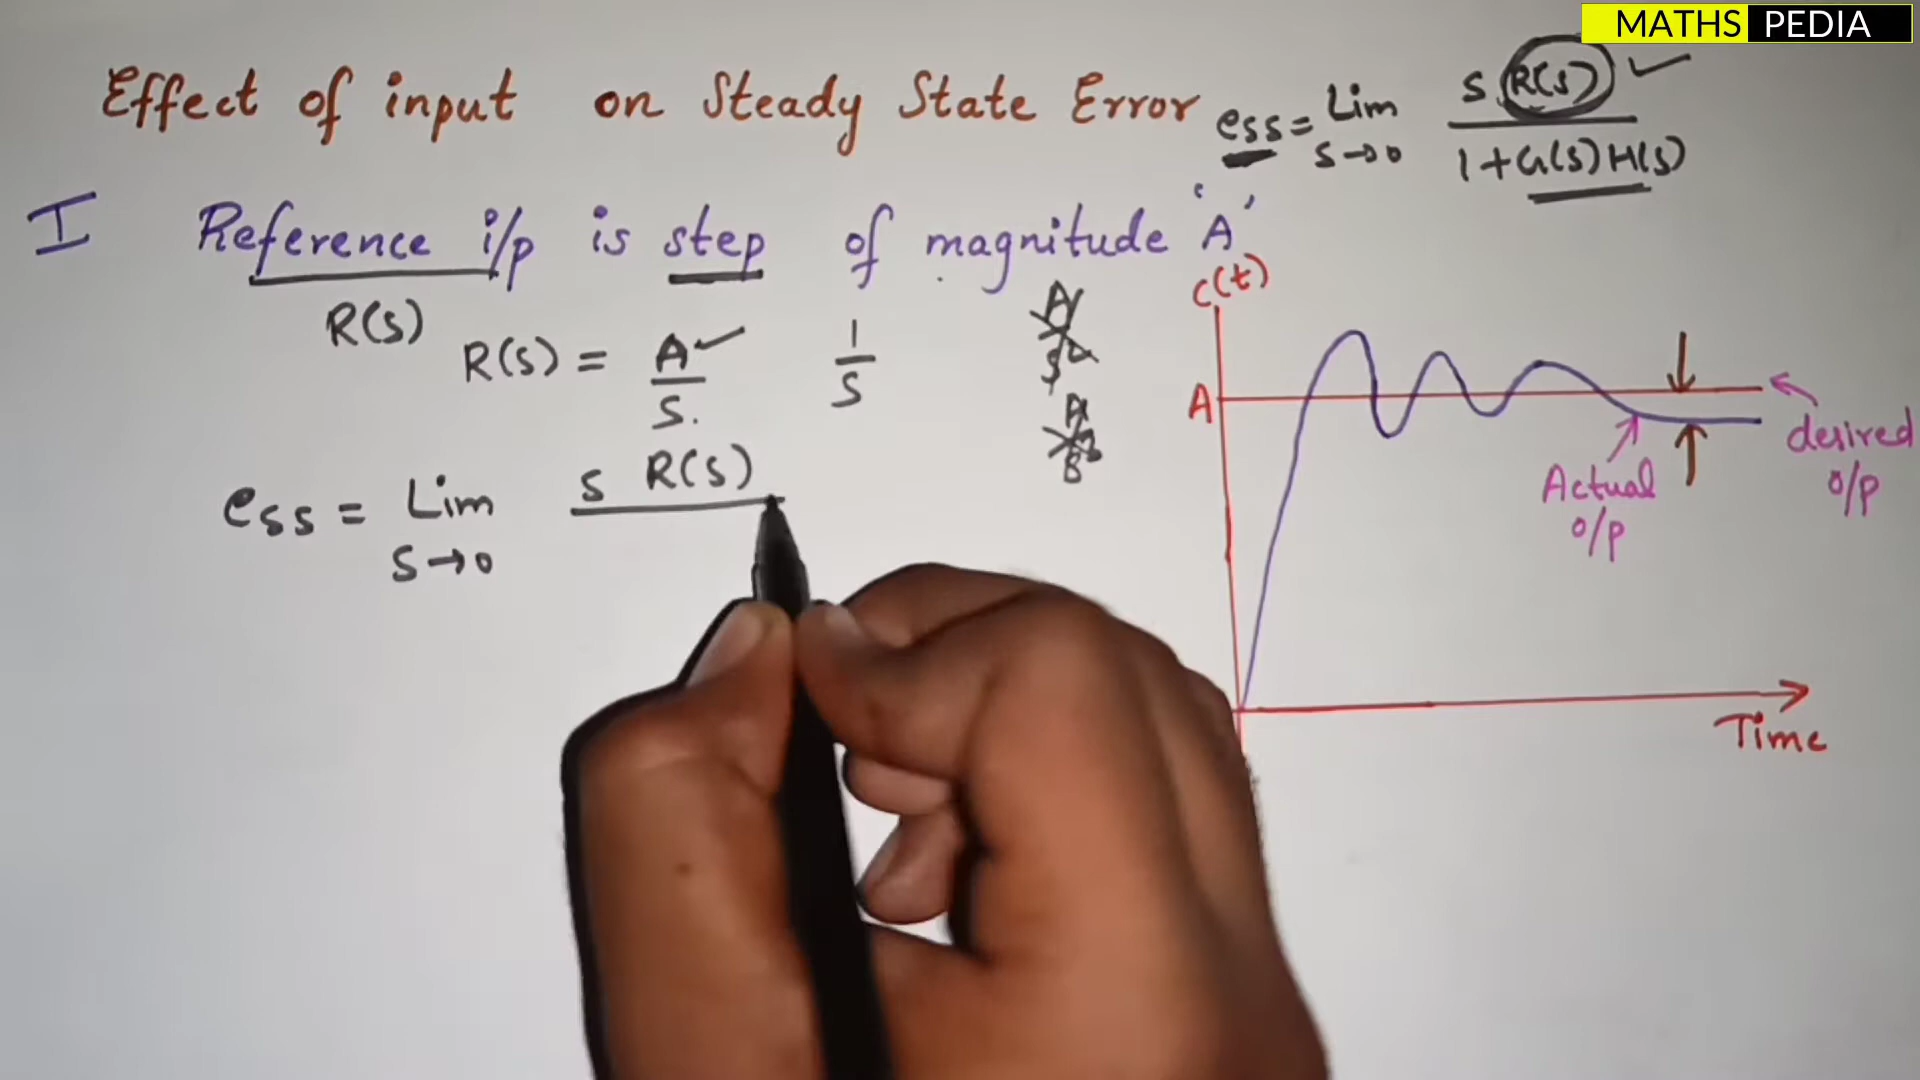 MATHS PEDIA
Effect of input on Steady State Error
ess = Lim s→0 s R(s) / 1+G(s)H(s)
I Reference i/p is step of magnitude 'A'
R(s)
R(s) = A/s. 1/s
ess = Lim s→0 s R(s)
C(t)
A
desired
o/p
Actual
o/p
Time